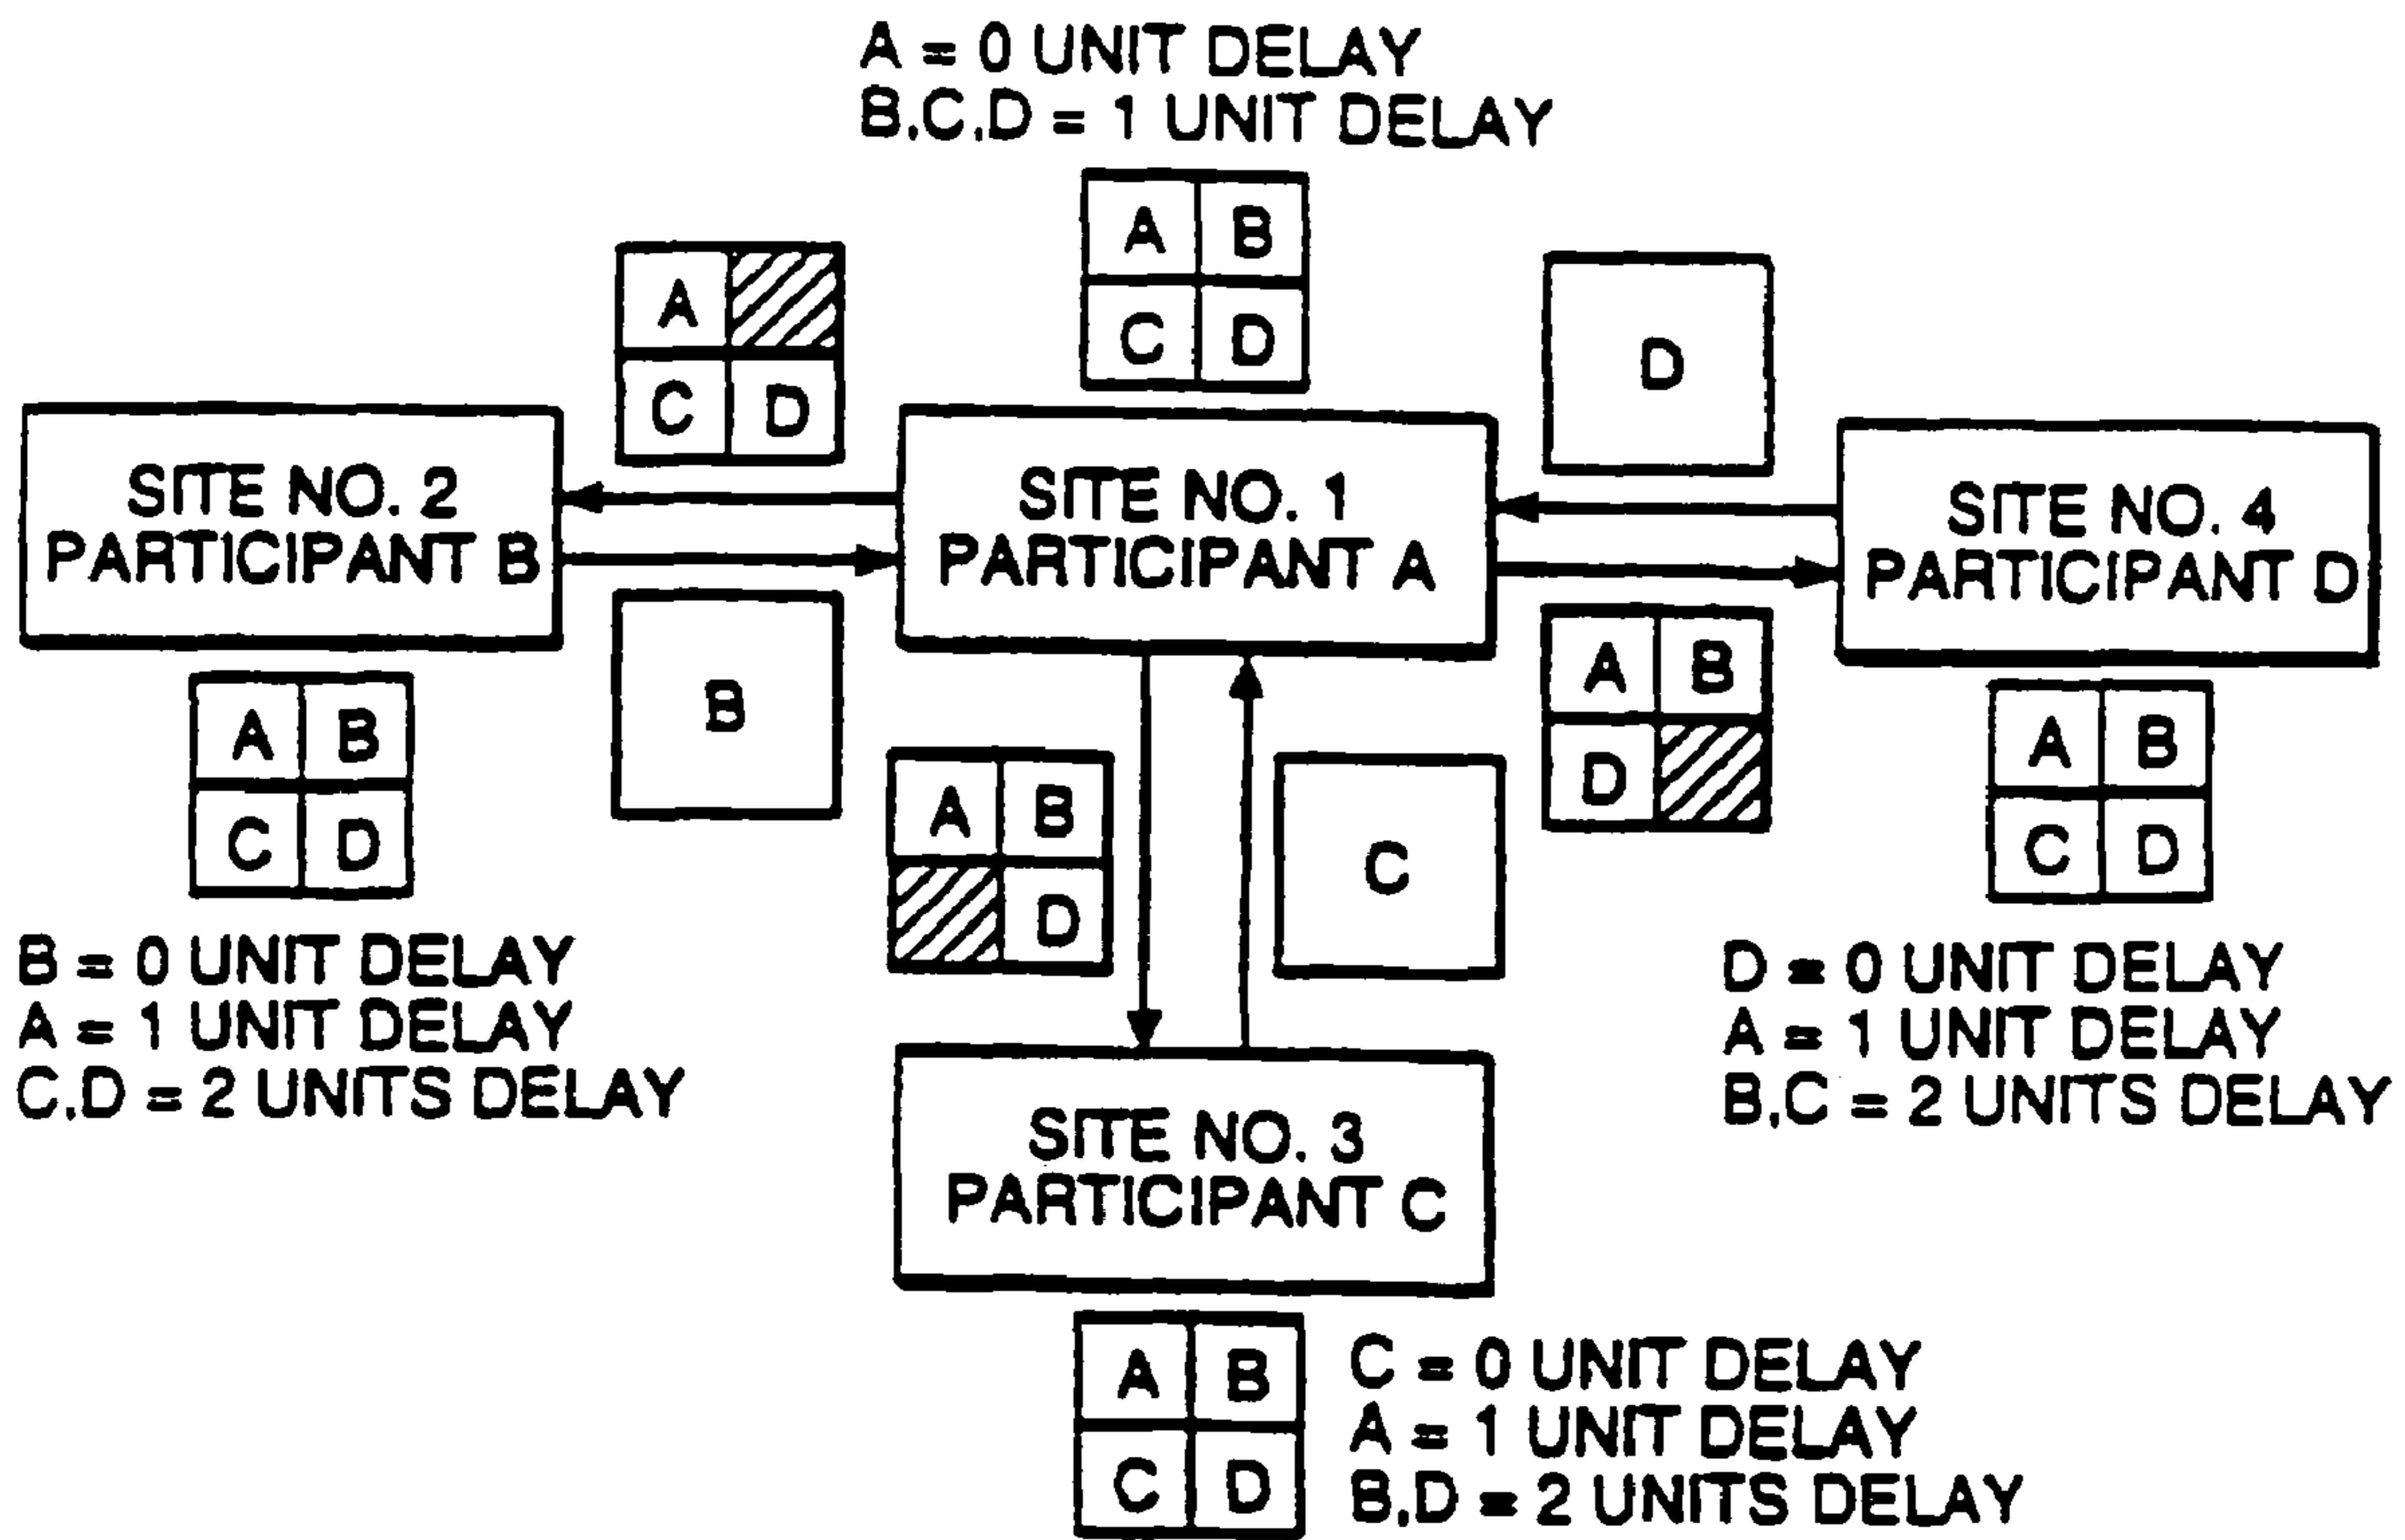 A = 0 UNIT DELAY
B,C,D = 1 UNIT DELAY
A B
C D
A
C D
D
SITE NO. 2
PARTICIPANT B
SITE NO. 1
PARTICIPANT A
SITE NO. 4
PARTICIPANT D
A B
C D
B
A B
D
C
A B
D
A B
C D
B = 0 UNIT DELAY
A = 1 UNIT DELAY
C,D = 2 UNITS DELAY
D = 0 UNIT DELAY
A = 1 UNIT DELAY
B,C = 2 UNITS DELAY
SITE NO. 3
PARTICIPANT C
A B
C D
C = 0 UNIT DELAY
A = 1 UNIT DELAY
B,D = 2 UNITS DELAY